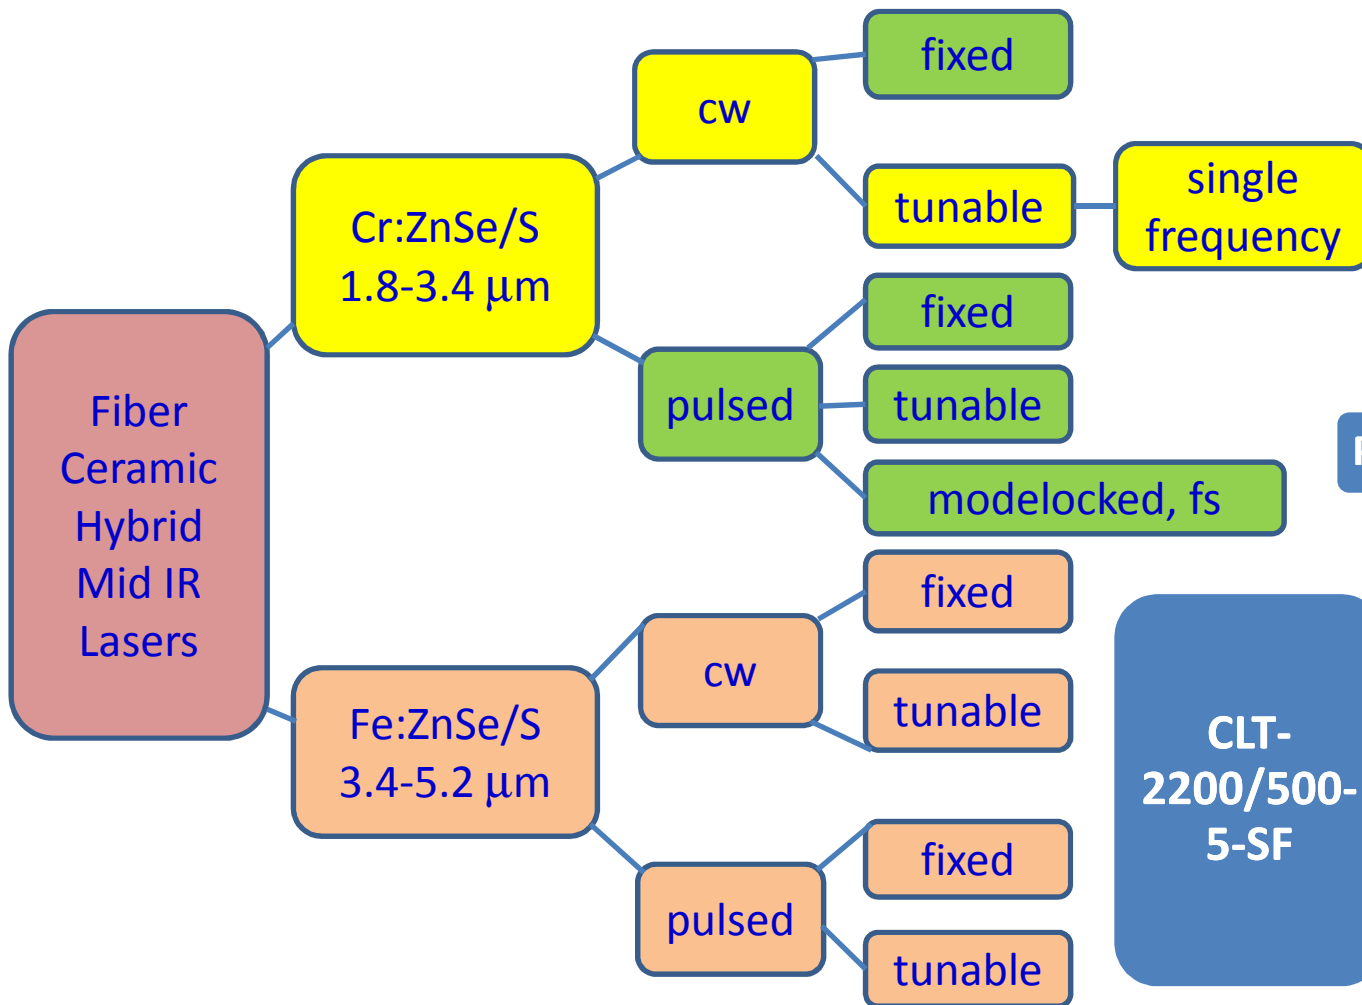 Fiber
Ceramic
Hybrid
Mid IR
Lasers
Cr:ZnSe/S
1.8-3.4 μm
cw
fixed
tunable
single
frequency
pulsed
fixed
tunable
modelocked, fs
Fe:ZnSe/S
3.4-5.2 μm
cw
fixed
tunable
pulsed
fixed
tunable
CLT-
2200/500-
5-SF